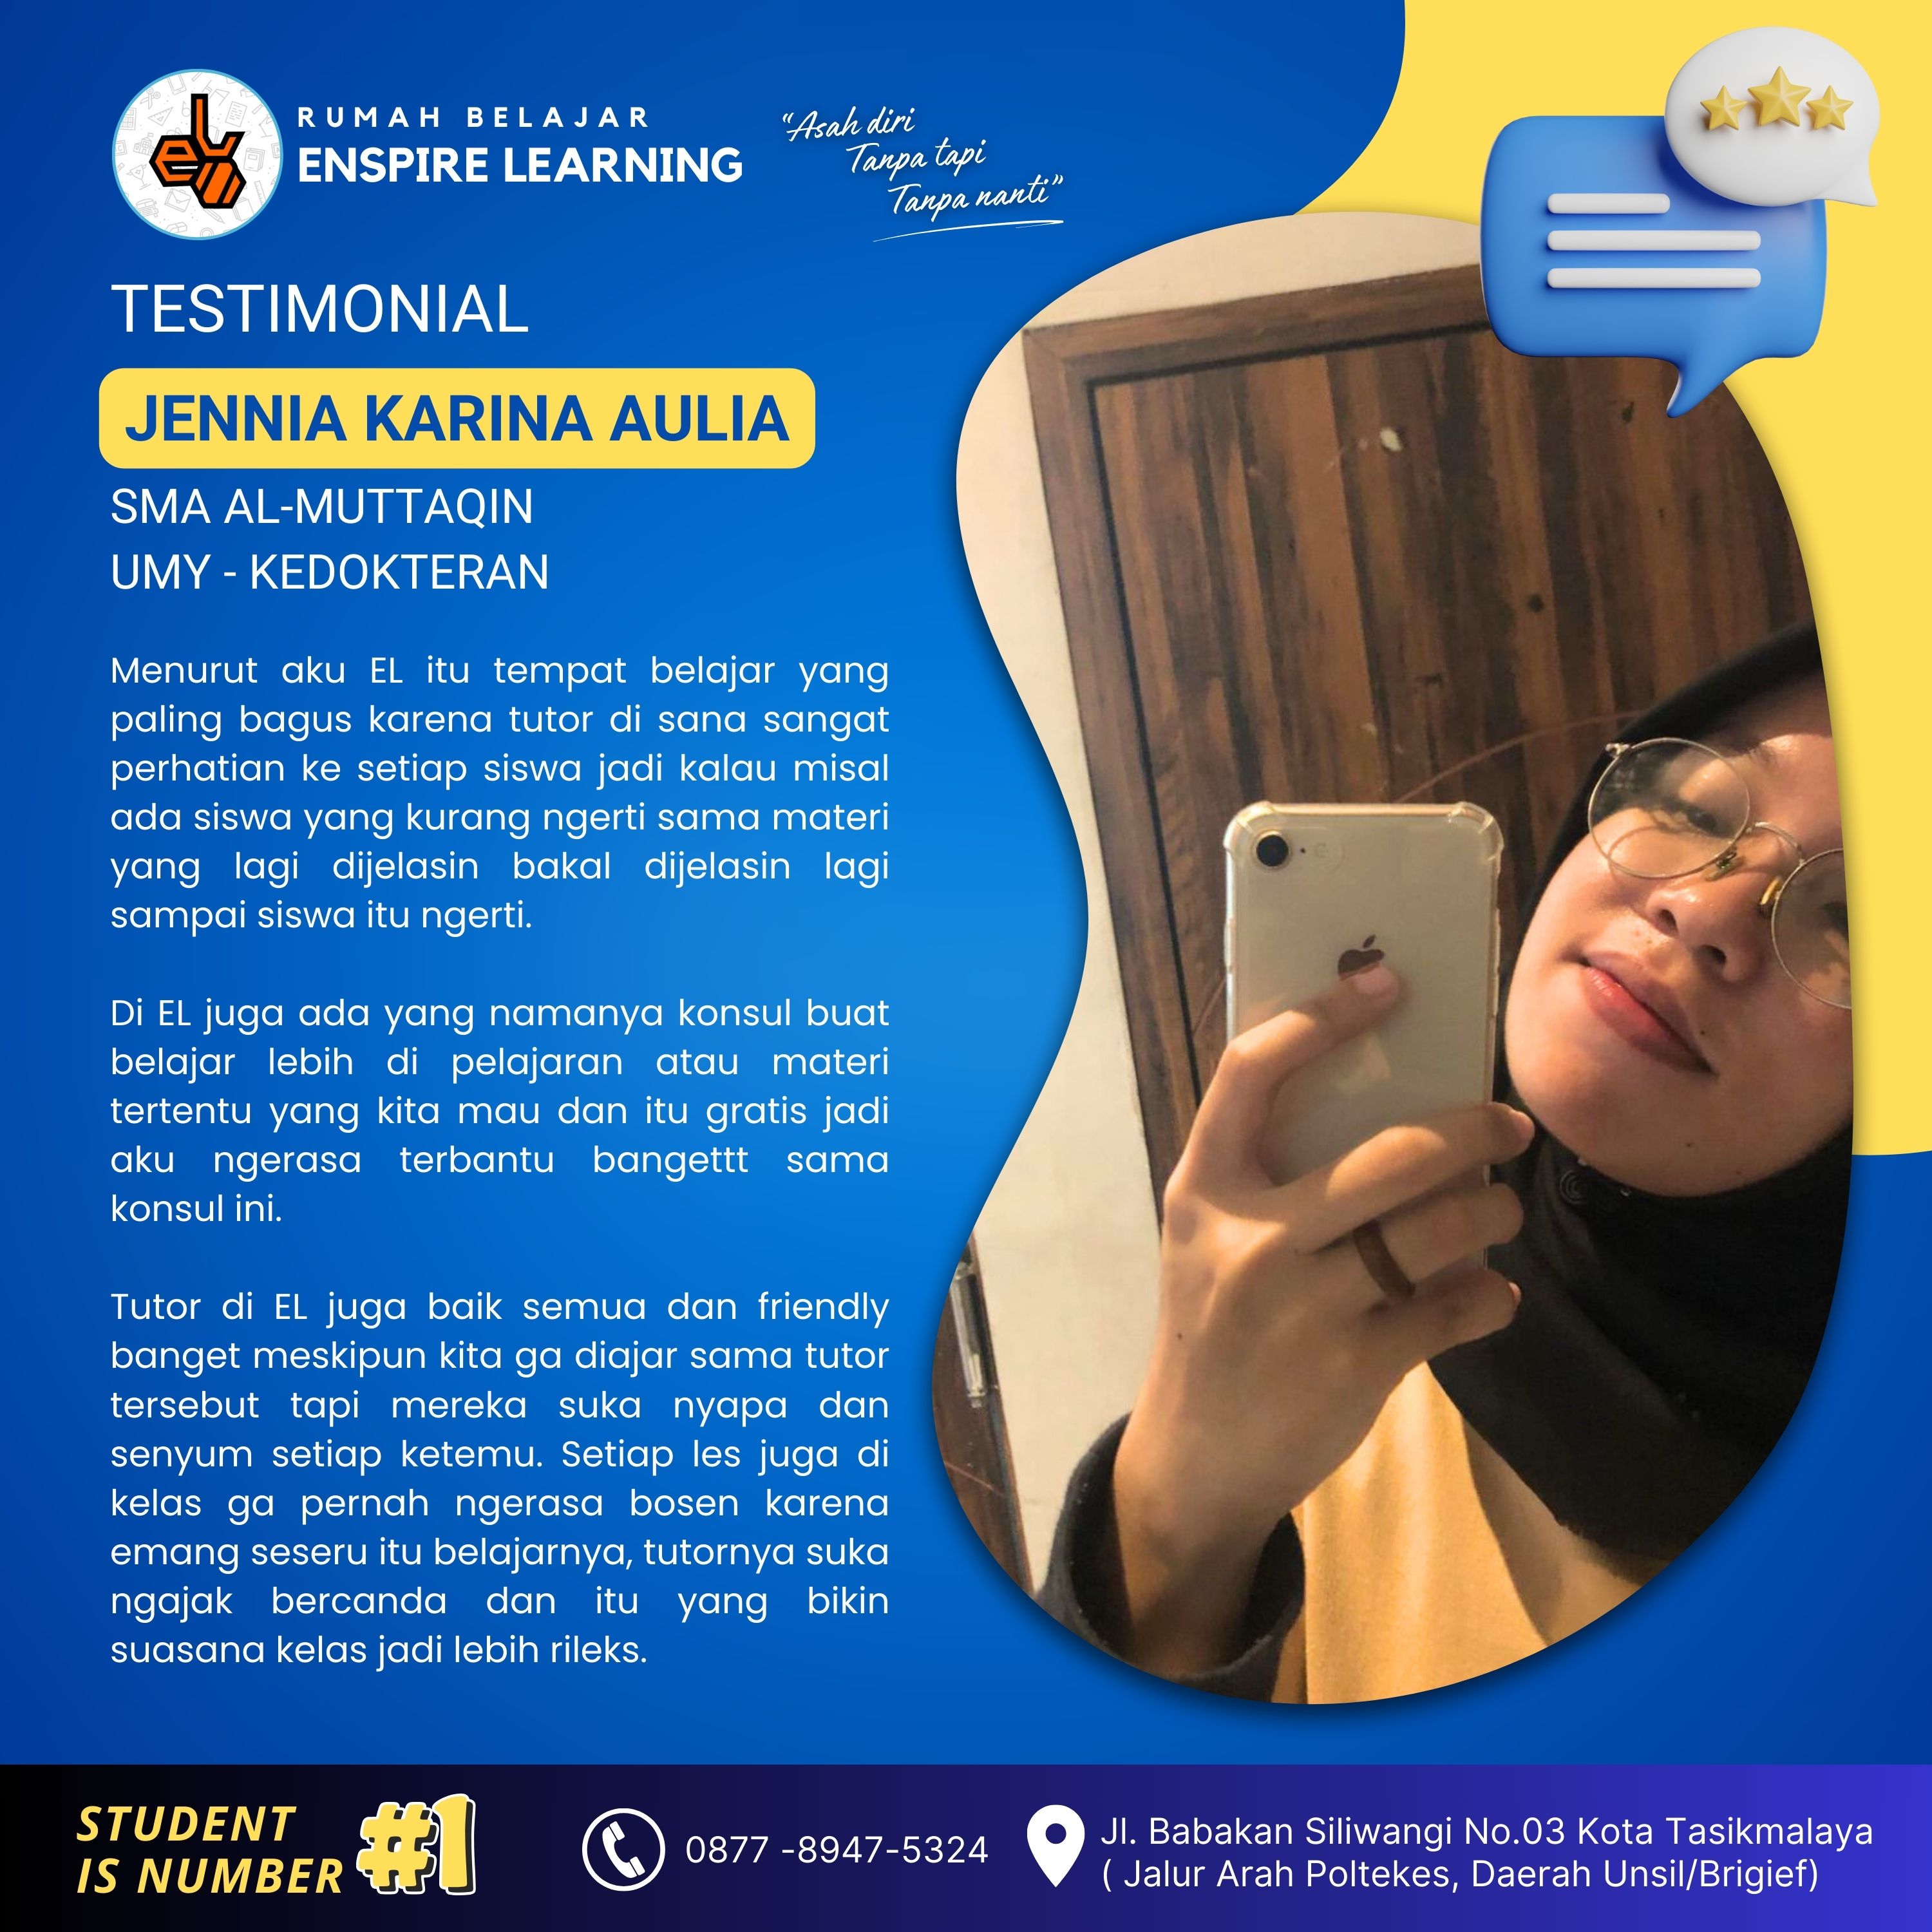 RUMAH BELAJAR
ENSPIRE LEARNING
“Asah diri
Tanpa tapi
Tanpa nanti”
TESTIMONIAL
JENNIA KARINA AULIA
SMA AL-MUTTAQIN
UMY - KEDOKTERAN
Menurut aku EL itu tempat belajar yang
paling bagus karena tutor di sana sangat
perhatian ke setiap siswa jadi kalau misal
ada siswa yang kurang ngerti sama materi
yang lagi dijelasin bakal dijelasin lagi
sampai siswa itu ngerti.
Di EL juga ada yang namanya konsul buat
belajar lebih di pelajaran atau materi
tertentu yang kita mau dan itu gratis jadi
aku ngerasa terbantu bangettt sama
konsul ini.
Tutor di EL juga baik semua dan friendly
banget meskipun kita ga diajar sama tutor
tersebut tapi mereka suka nyapa dan
senyum setiap ketemu. Setiap les juga di
kelas ga pernah ngerasa bosen karena
emang seseru itu belajarnya, tutornya suka
ngajak bercanda dan itu yang bikin
suasana kelas jadi lebih rileks.
STUDENT
IS NUMBER #1
0877 -8947-5324
Jl. Babakan Siliwangi No.03 Kota Tasikmalaya
( Jalur Arah Poltekes, Daerah Unsil/Brigief)